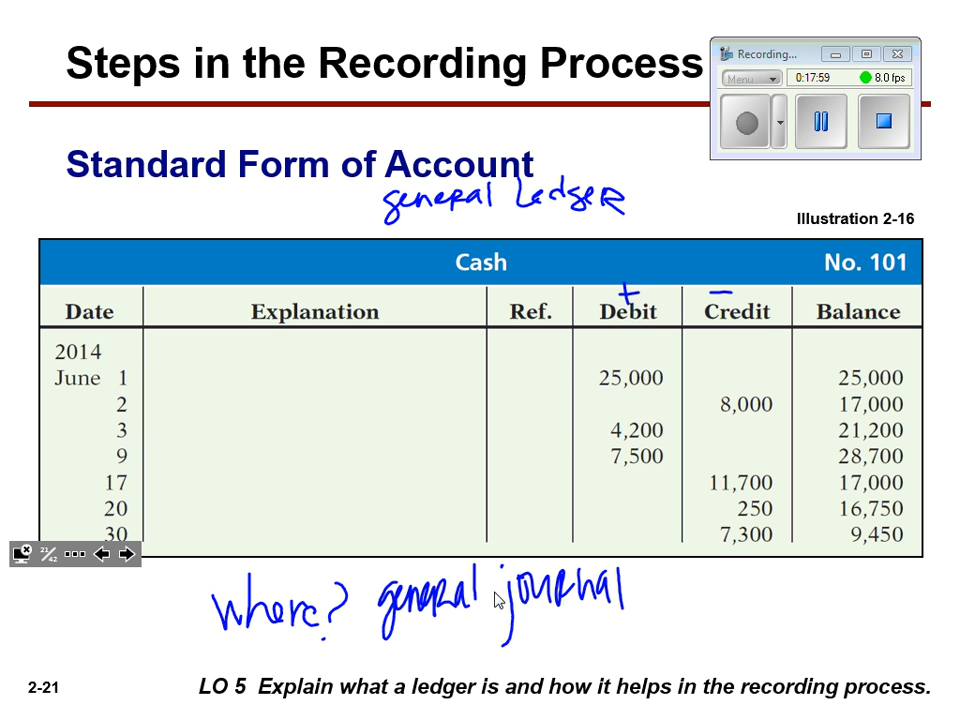 Steps in the Recording Process
Recording...
Menu
0:17:59
8.0 fps
Standard Form of Account
general Ledger
Illustration 2-16
Cash No. 101
+ −
Date Explanation Ref. Debit Credit Balance
2014
June 1 25,000 25,000
2 8,000 17,000
3 4,200 21,200
9 7,500 28,700
17 11,700 17,000
20 250 16,750
30 7,300 9,450
21/42
where? general journal
2-21
LO 5 Explain what a ledger is and how it helps in the recording process.